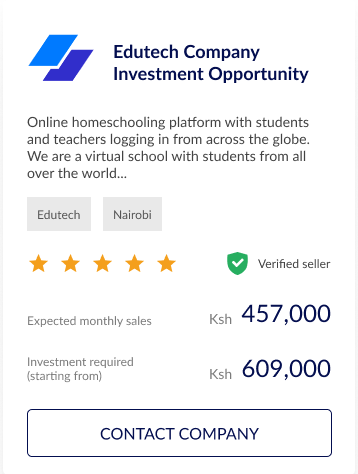 Edutech Company
Investment Opportunity
Online homeschooling platform with students
and teachers logging in from across the globe.
We are a virtual school with students from all
over the world...
Edutech Nairobi
Verified seller
Expected monthly sales Ksh 457,000
Investment required
(starting from) Ksh 609,000
CONTACT COMPANY